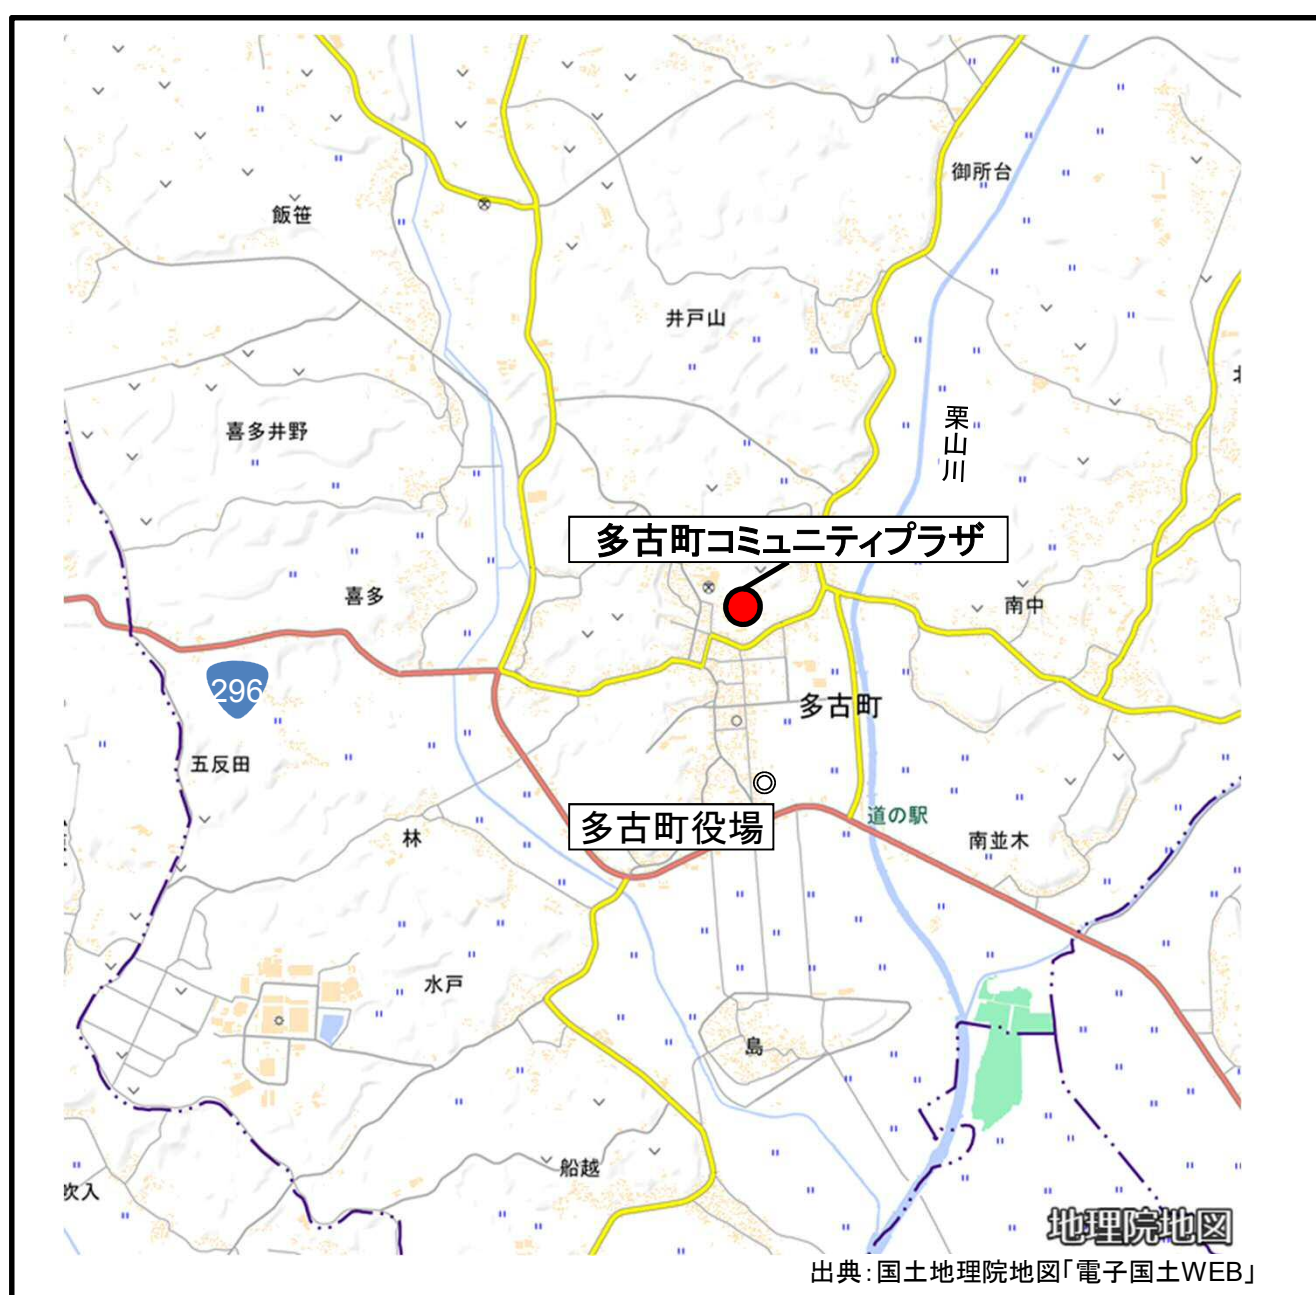 御所台
飯笹
井戸山
喜多井野
栗山川
多古町コミュニティプラザ
喜多
南中
296
多古町
五反田
道の駅
多古町役場
林
南並木
水戸
島
船越
吹入
地理院地図
出典:国土地理院地図「電子国土WEB」